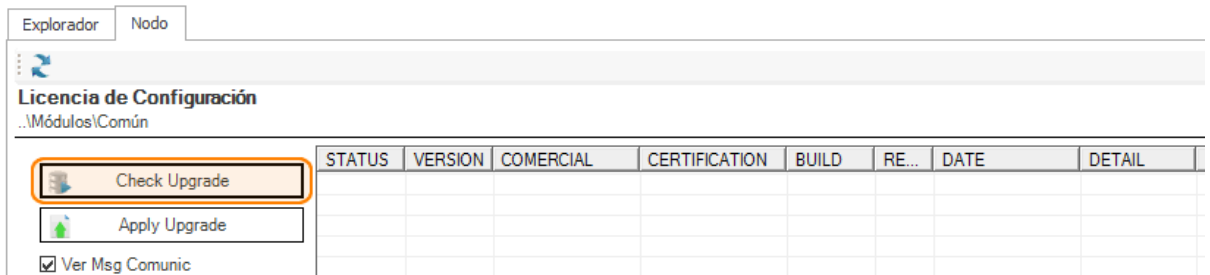 Explorador Nodo
Licencia de Configuración
..\Módulos\Común
STATUS VERSION COMERCIAL CERTIFICATION BUILD RE... DATE DETAIL
Check Upgrade
Apply Upgrade
Ver Msg Comunic